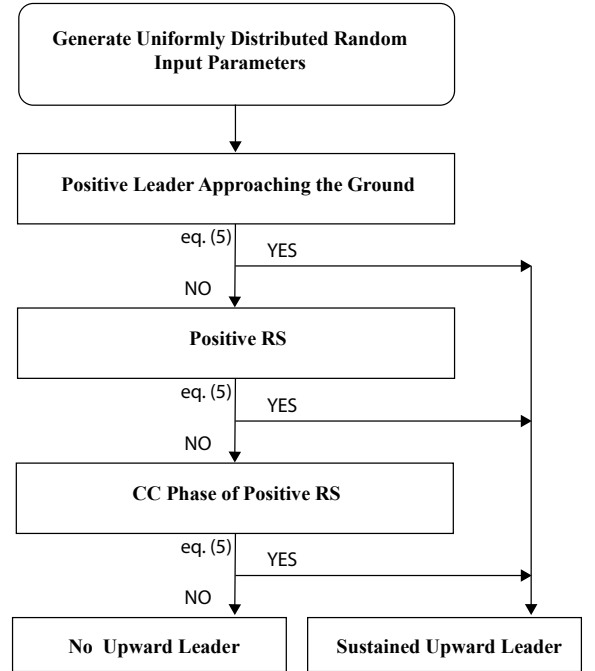 Generate Uniformly Distributed Random
Input Parameters
Positive Leader Approaching the Ground
eq. (5)
YES
NO
Positive RS
eq. (5)
YES
NO
CC Phase of Positive RS
eq. (5)
YES
NO
No Upward Leader
Sustained Upward Leader